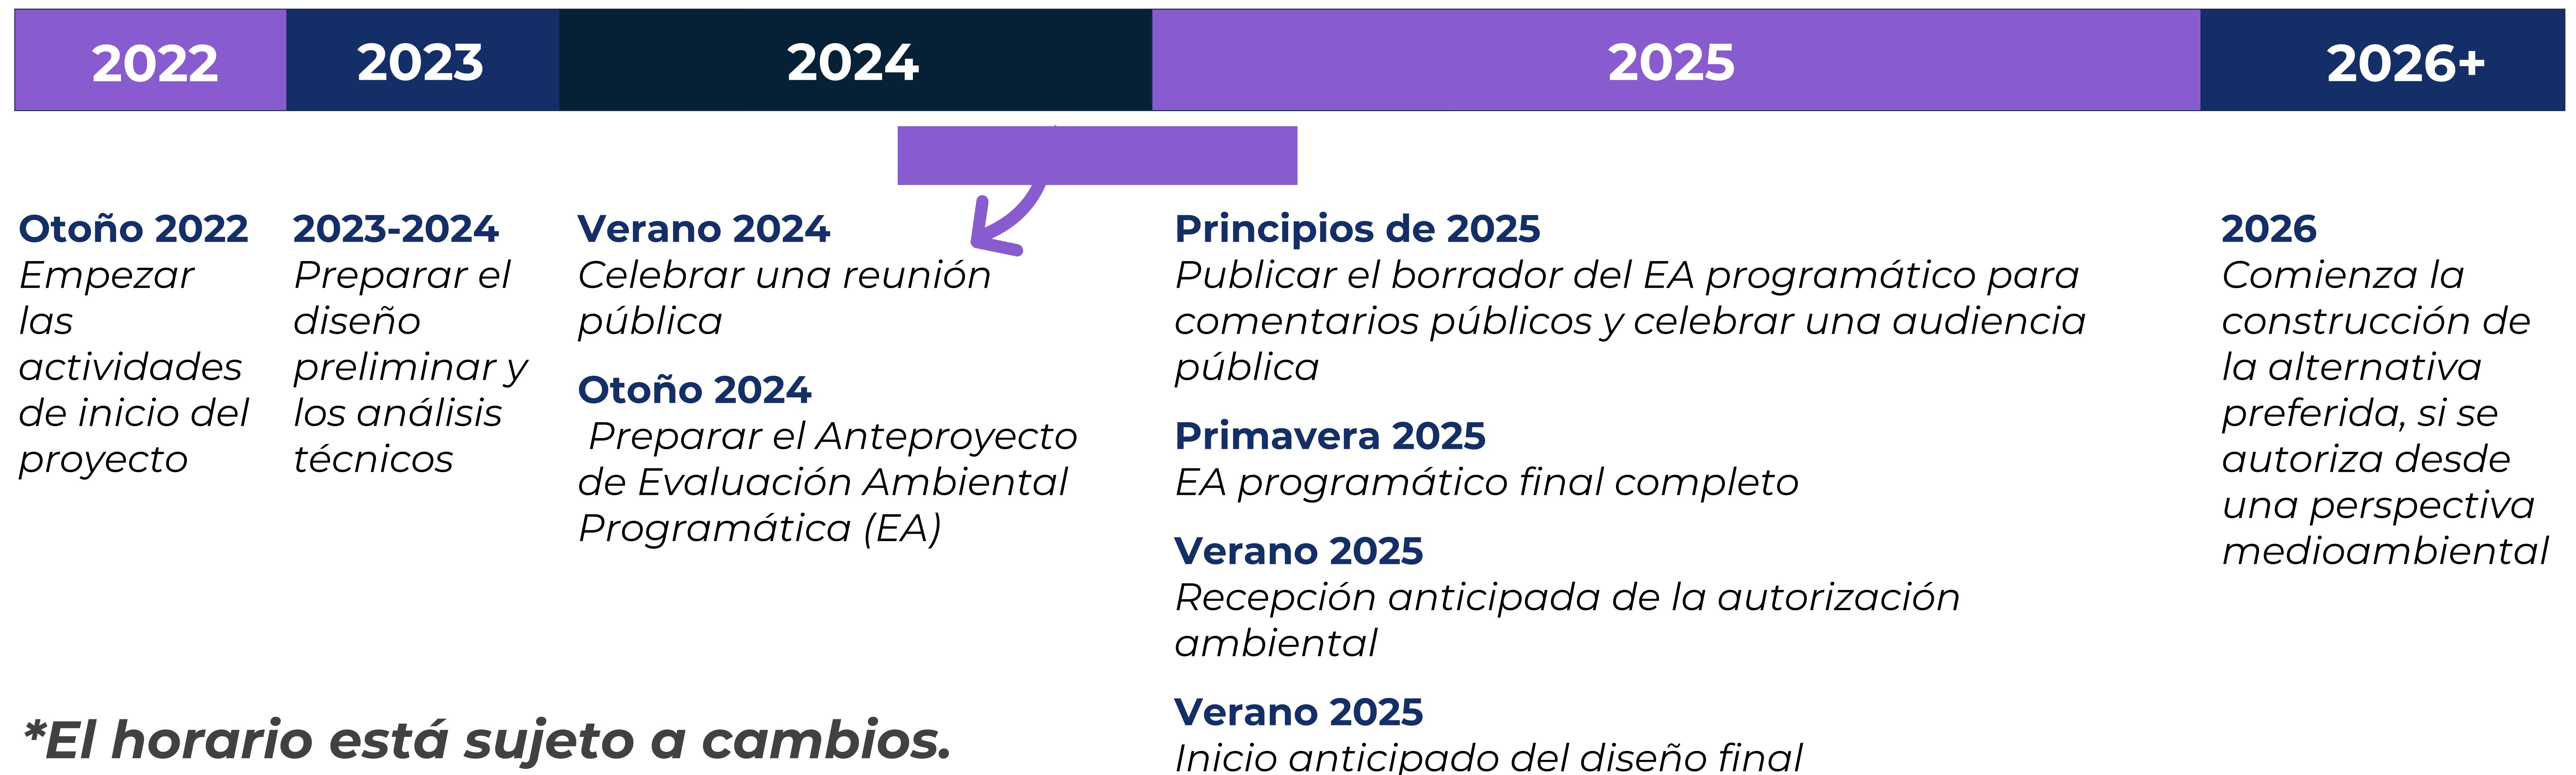 2022
2023
2024
2025
2026+
Otoño 2022
Empezar
las
actividades
de inicio del
proyecto
2023-2024
Preparar el
diseño
preliminar y
los análisis
técnicos
Verano 2024
Celebrar una reunión
pública
Otoño 2024
Preparar el Anteproyecto
de Evaluación Ambiental
Programática (EA)
Principios de 2025
Publicar el borrador del EA programático para
comentarios públicos y celebrar una audiencia
pública
Primavera 2025
EA programático final completo
Verano 2025
Recepción anticipada de la autorización
ambiental
Verano 2025
Inicio anticipado del diseño final
2026
Comienza la
construcción de
la alternativa
preferida, si se
autoriza desde
una perspectiva
medioambiental
*El horario está sujeto a cambios.